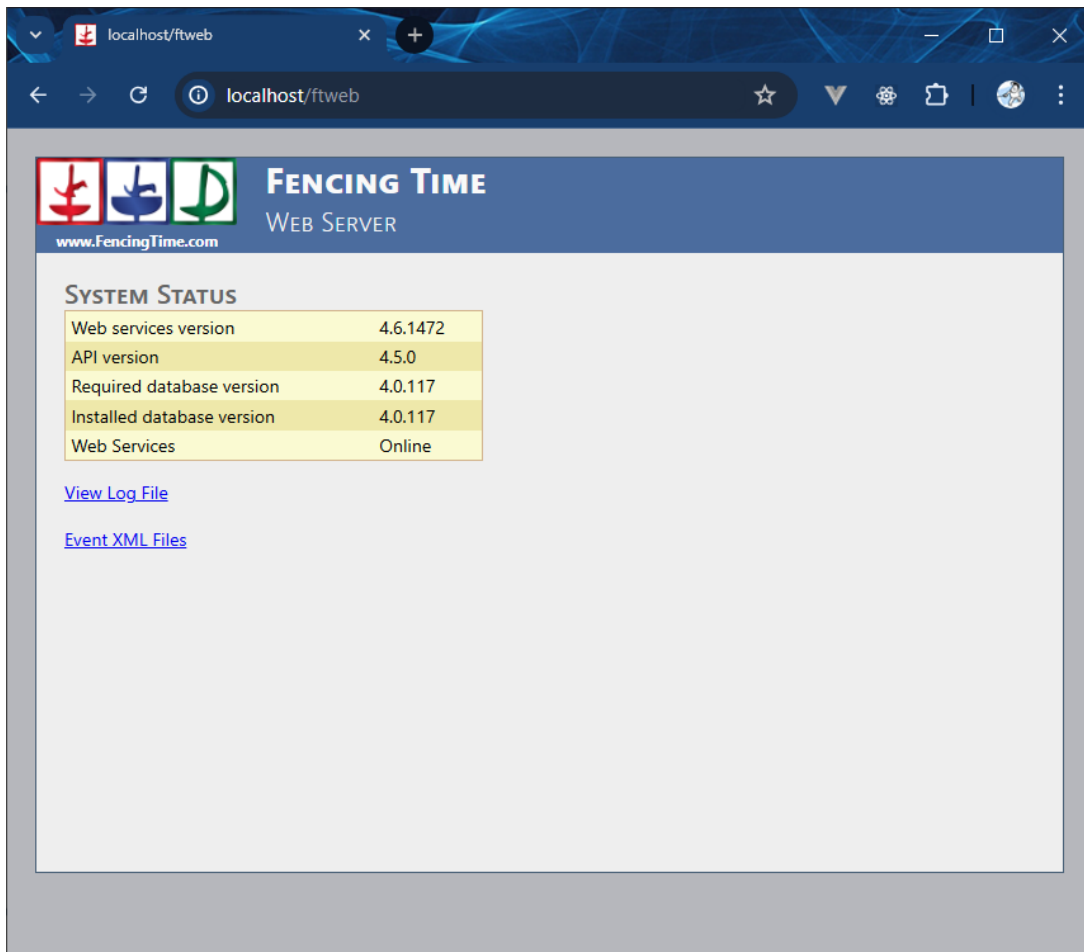 localhost/ftweb
localhost/ftweb
FENCING TIME
WEB SERVER
www.FencingTime.com
SYSTEM STATUS
Web services version 4.6.1472
API version 4.5.0
Required database version 4.0.117
Installed database version 4.0.117
Web Services Online
View Log File
Event XML Files